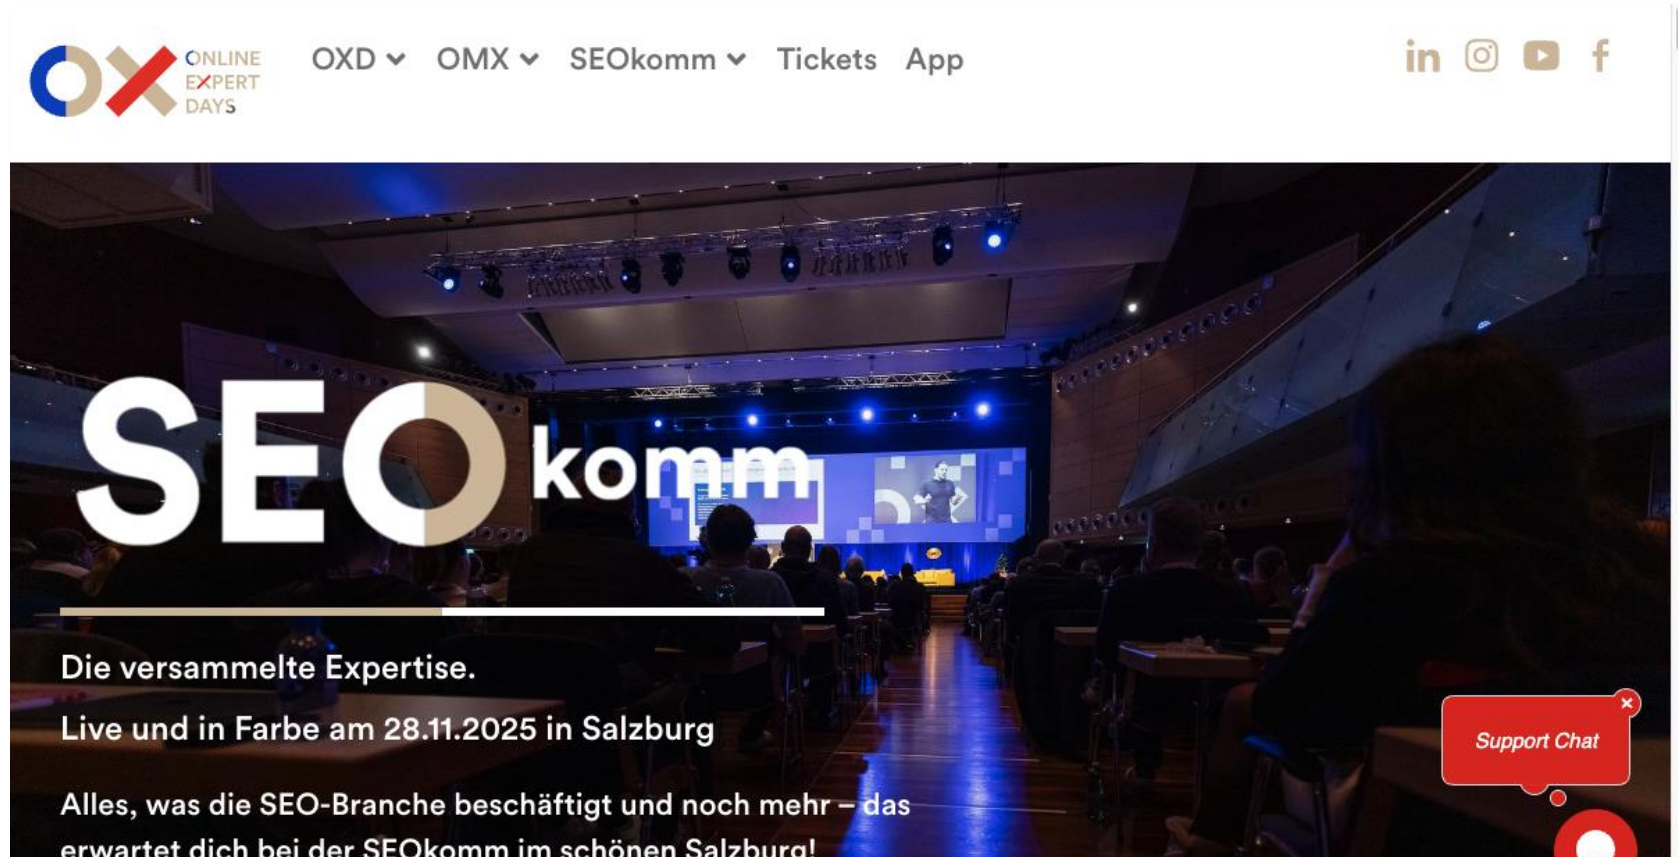 ONLINE
EXPERT
DAYS
OXD OMX SEOkomm Tickets App
in f
SEOkomm
Die versammelte Expertise.
Live und in Farbe am 28.11.2025 in Salzburg
Alles, was die SEO-Branche beschäftigt und noch mehr – das
erwartet dich bei der SEOkomm im schönen Salzburg!
Support Chat